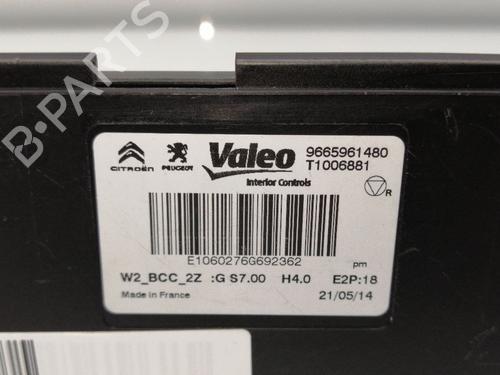 B-PARTS
CITROËN
PEUGEOT
Valeo
Interior Controls
9665961480
T1006881
R
E1060276G692362
pm
W2_BCC_2Z :G S7.00 H4.0 E2P:18
Made in France
21/05/14